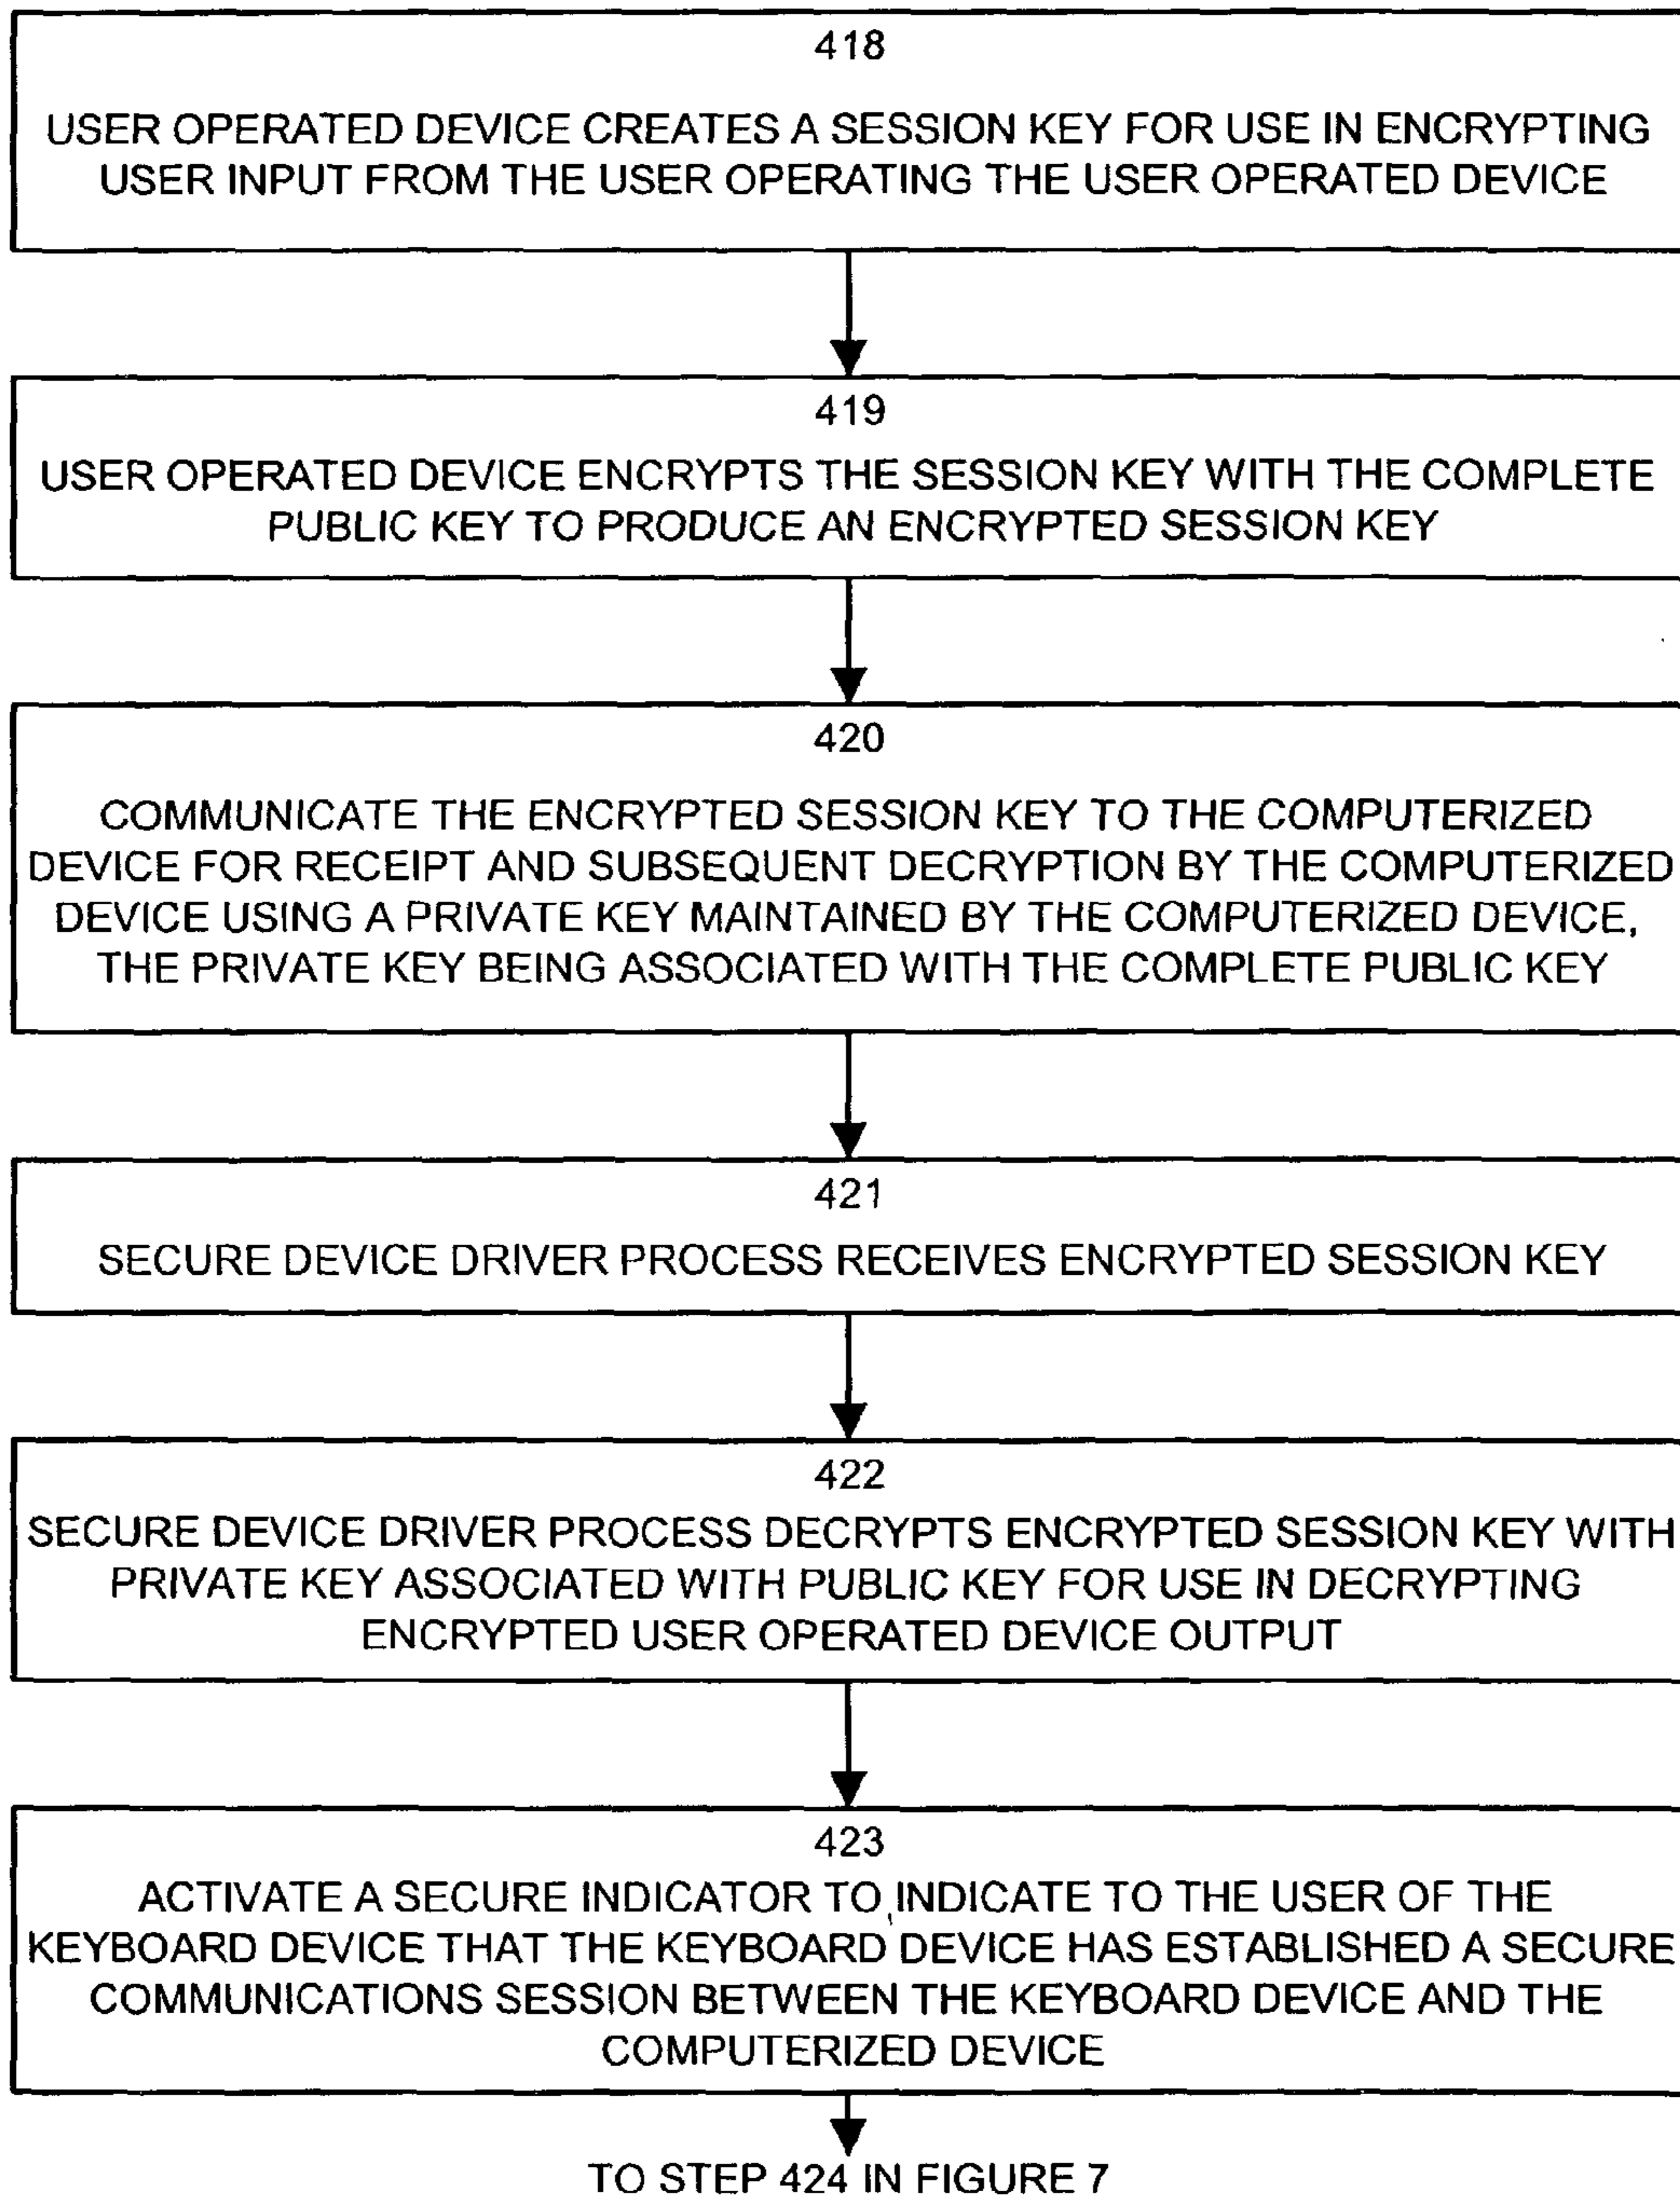 418
USER OPERATED DEVICE CREATES A SESSION KEY FOR USE IN ENCRYPTING
USER INPUT FROM THE USER OPERATING THE USER OPERATED DEVICE
419
USER OPERATED DEVICE ENCRYPTS THE SESSION KEY WITH THE COMPLETE
PUBLIC KEY TO PRODUCE AN ENCRYPTED SESSION KEY
420
COMMUNICATE THE ENCRYPTED SESSION KEY TO THE COMPUTERIZED
DEVICE FOR RECEIPT AND SUBSEQUENT DECRYPTION BY THE COMPUTERIZED
DEVICE USING A PRIVATE KEY MAINTAINED BY THE COMPUTERIZED DEVICE,
THE PRIVATE KEY BEING ASSOCIATED WITH THE COMPLETE PUBLIC KEY
421
SECURE DEVICE DRIVER PROCESS RECEIVES ENCRYPTED SESSION KEY
422
SECURE DEVICE DRIVER PROCESS DECRYPTS ENCRYPTED SESSION KEY WITH
PRIVATE KEY ASSOCIATED WITH PUBLIC KEY FOR USE IN DECRYPTING
ENCRYPTED USER OPERATED DEVICE OUTPUT
423
ACTIVATE A SECURE INDICATOR TO INDICATE TO THE USER OF THE
KEYBOARD DEVICE THAT THE KEYBOARD DEVICE HAS ESTABLISHED A SECURE
COMMUNICATIONS SESSION BETWEEN THE KEYBOARD DEVICE AND THE
COMPUTERIZED DEVICE
TO STEP 424 IN FIGURE 7